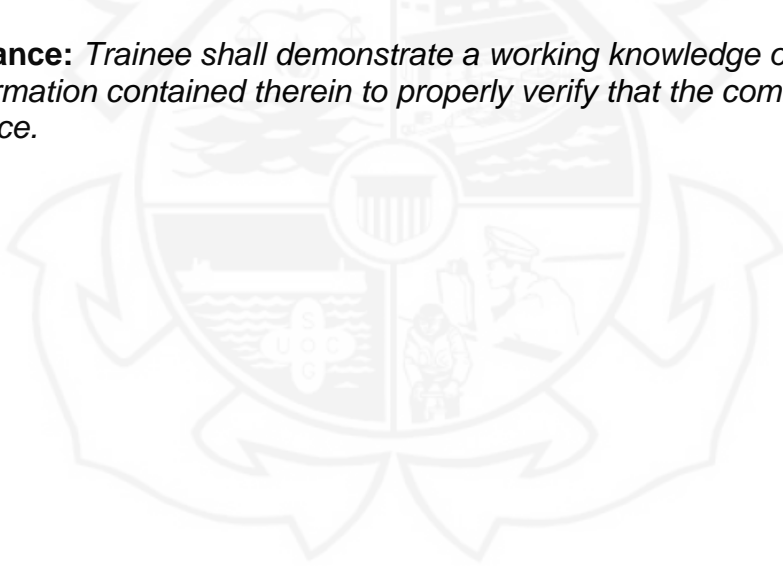 ance: Trainee shall demonstrate a working knowledge o
rmation contained therein to properly verify that the com
ce.
S
U O C
G